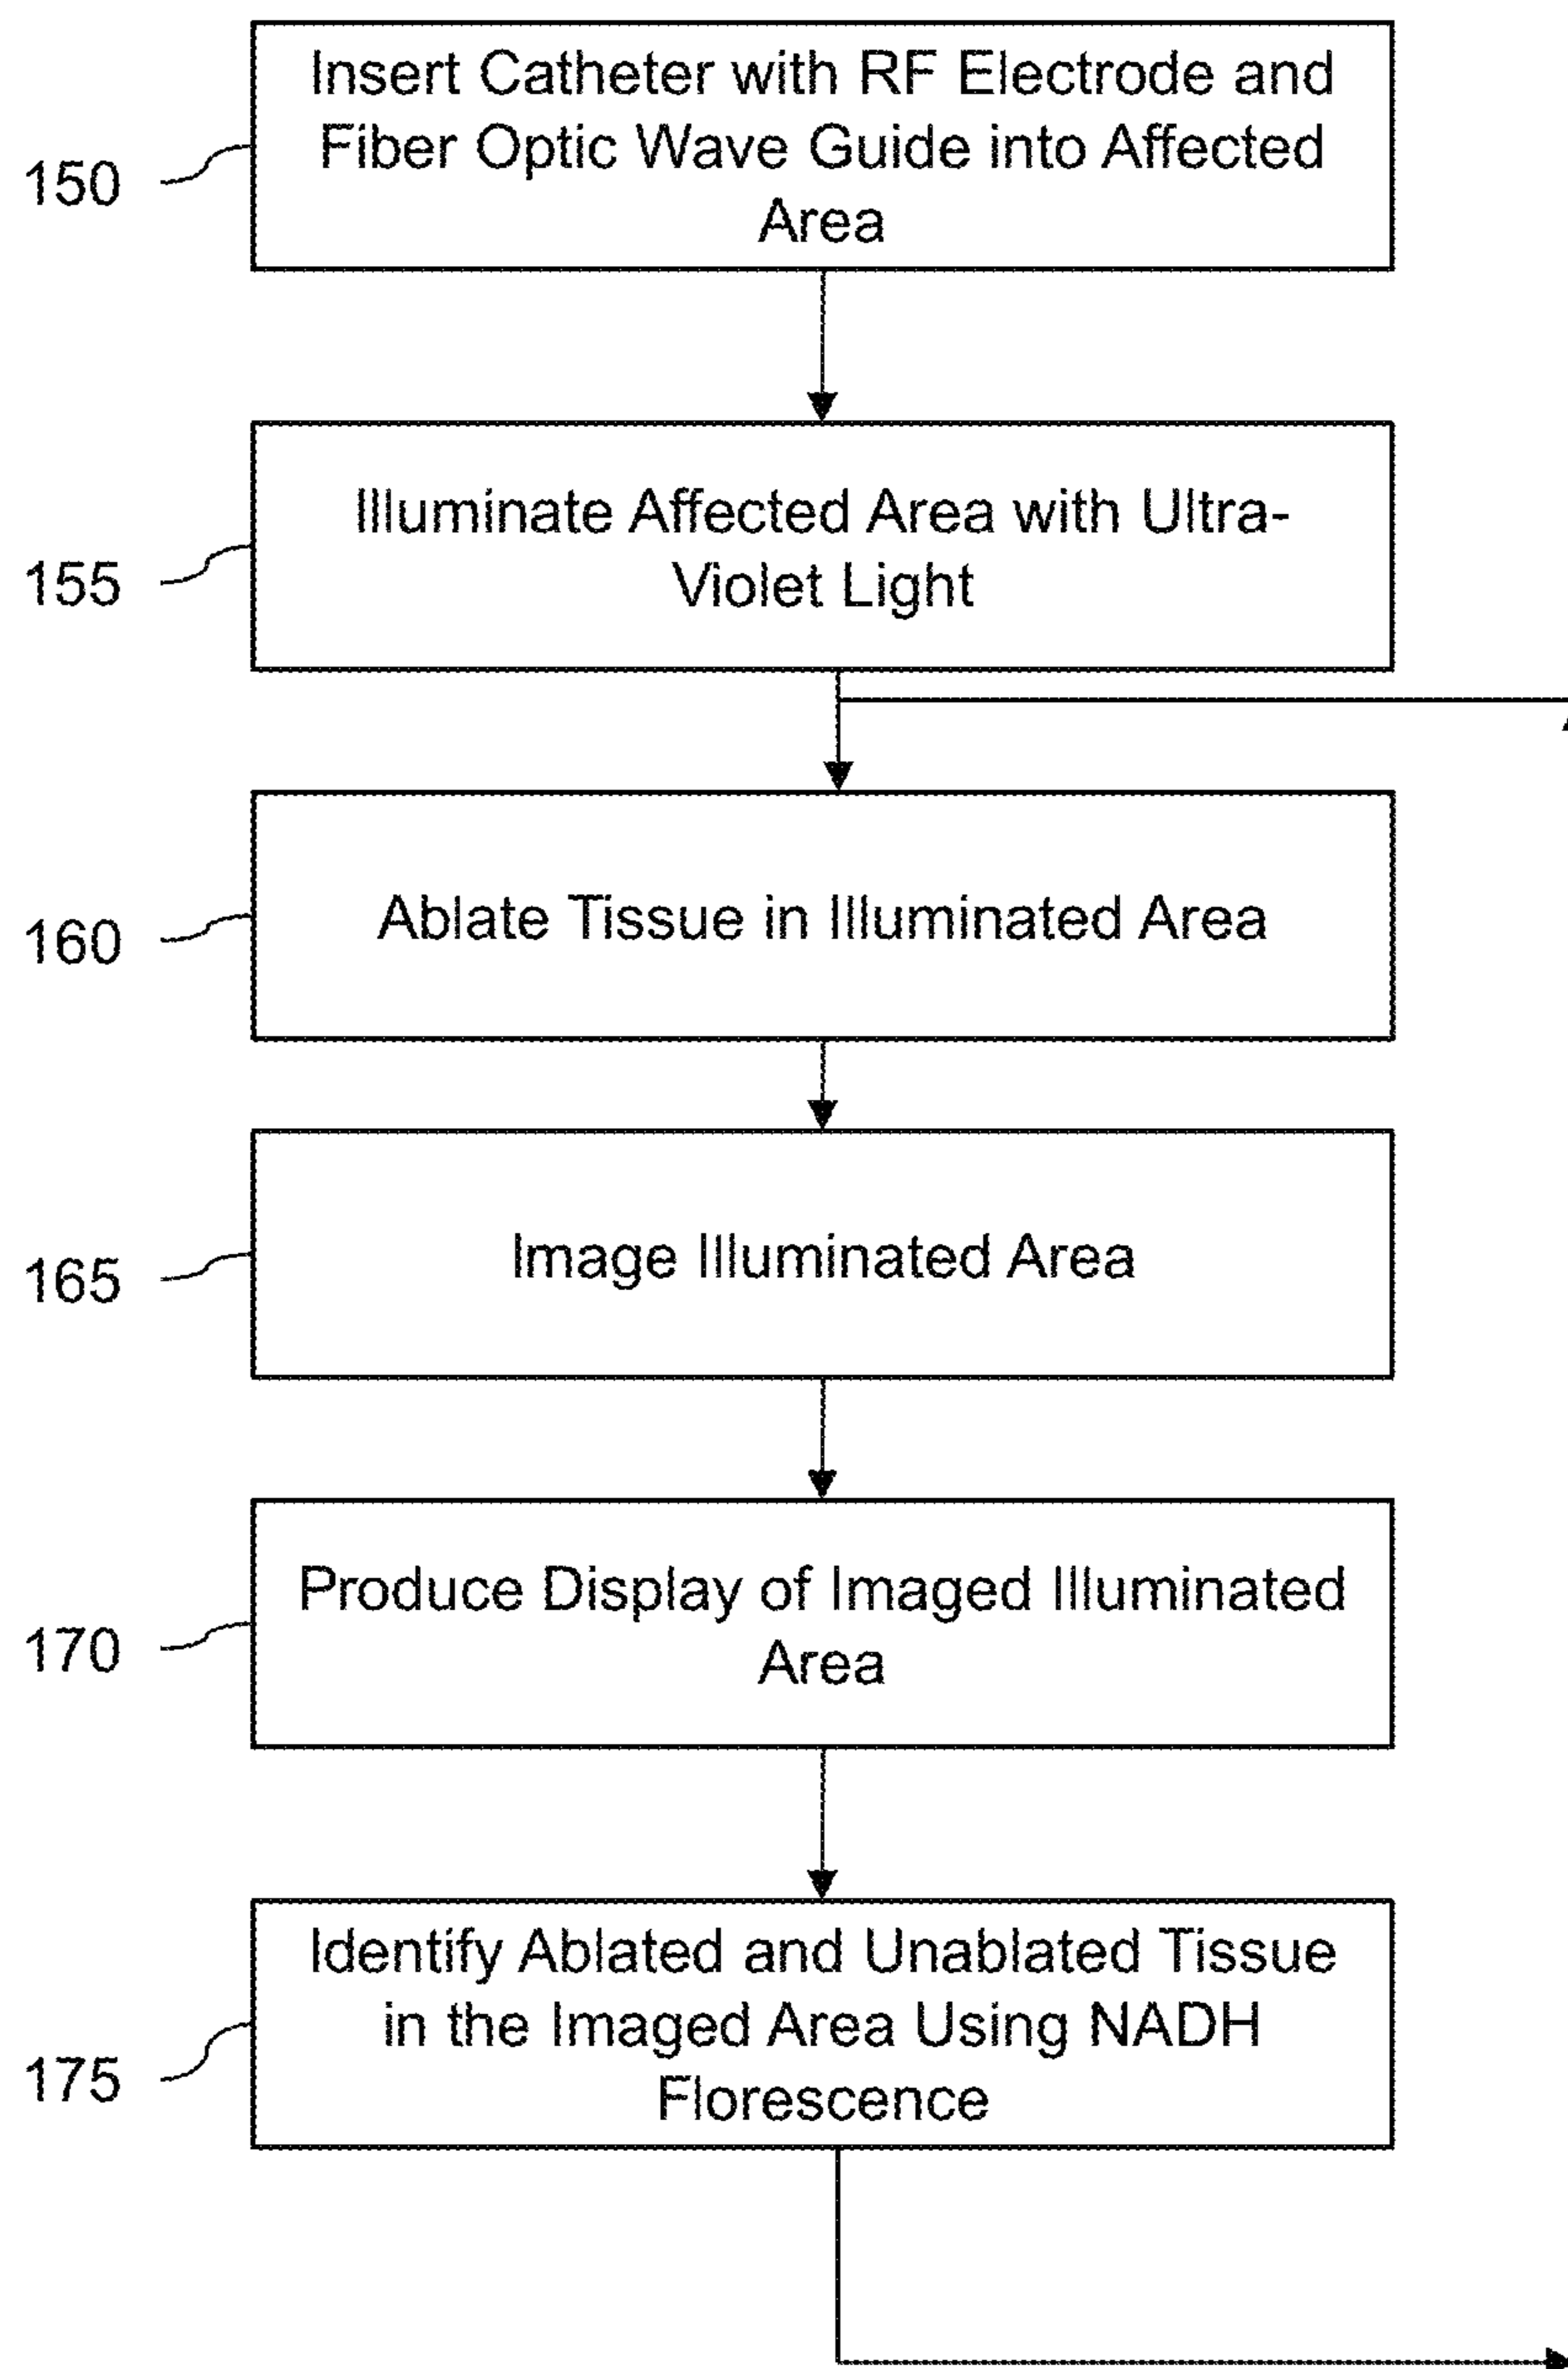 Insert Catheter with RF Electrode and
Fiber Optic Wave Guide into Affected
Area
150
Illuminate Affected Area with Ultra-
Violet Light
155
Ablate Tissue in Illuminated Area
160
Image Illuminated Area
165
Produce Display of Imaged Illuminated
Area
170
Identify Ablated and Unablated Tissue
in the Imaged Area Using NADH
Florescence
175